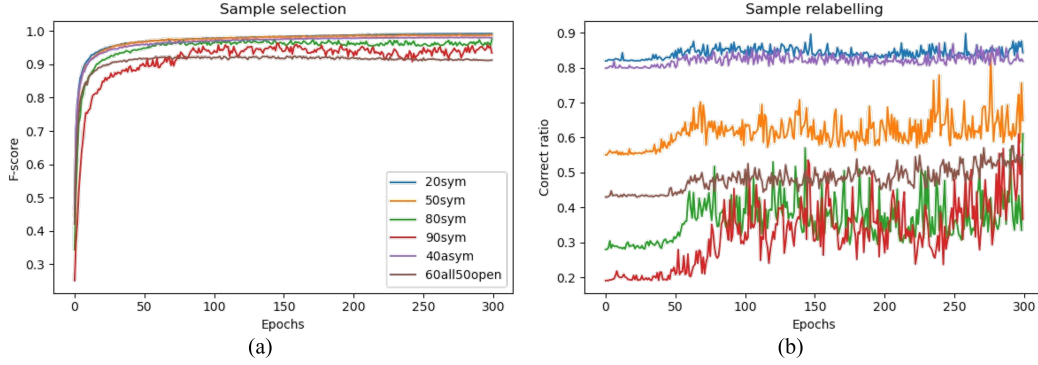 Sample selection
F-score
1.0
0.9
0.8
0.7
0.6
0.5
0.4
0.3
20sym
50sym
80sym
90sym
40asym
60all50open
0 50 100 150 200 250 300
Epochs
(a)
Sample relabelling
Correct ratio
0.9
0.8
0.7
0.6
0.5
0.4
0.3
0.2
0 50 100 150 200 250 300
Epochs
(b)